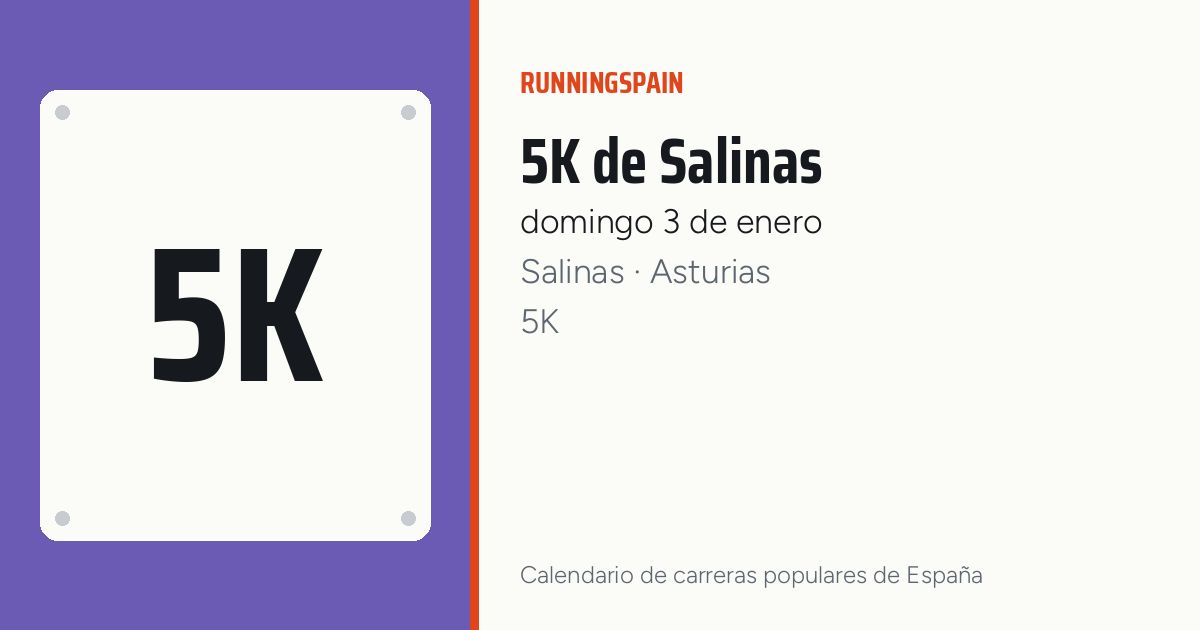 5K
RUNNINGSPAIN
5K de Salinas
domingo 3 de enero
Salinas · Asturias
5K
Calendario de carreras populares de España